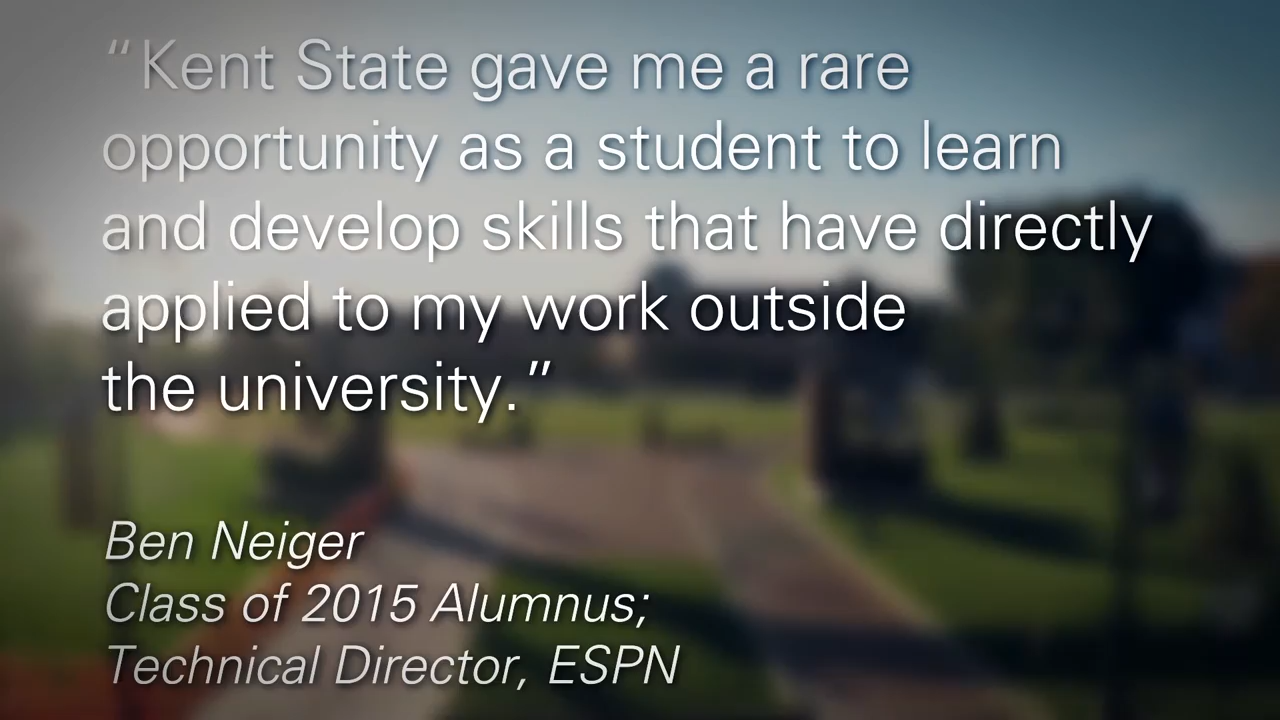 “Kent State gave me a rare
opportunity as a student to learn
and develop skills that have directly
applied to my work outside
the university.”
Ben Neiger
Class of 2015 Alumnus;
Technical Director, ESPN